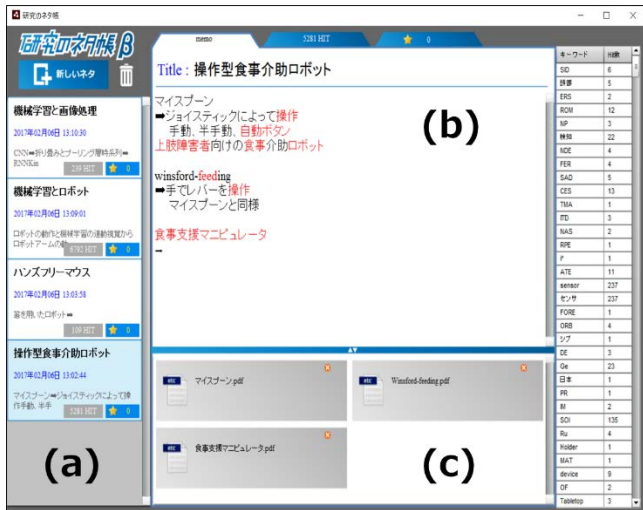 研究のネタ帳
研究のネタ帳β
新しいネタ
機械学習と画像処理
2017年02月06日 13:10:30
CNN➡折り畳みとプーリング層時系列➡
RNNKin
239 HIT ★ 0
機械学習とロボット
2017年02月06日 13:09:01
ロボットの動作と機械学習の連動視覚から
ロボットアームの動
6792 HIT ★ 0
ハンズフリーマウス
2017年02月06日 13:03:58
笛を用いたロボット➡
109 HIT ★ 0
操作型食事介助ロボット
2017年02月06日 13:02:44
マイスプーン➡ジョイスティックによって操
作手動、半手
5281 HIT ★ 0
(a)
memo
5281 HIT
★ 0
Title : 操作型食事介助ロボット
マイスプーン
➡ジョイスティックによって操作
手動、半手動、自動ボタン
上肢障害者向けの食事介助ロボット
winsford-feeding
➡手でレバーを操作
マイスプーンと同様
食事支援マニピュレータ
➡
(b)
▲▼
etc マイスプーン.pdf
etc Winsford-feeding.pdf
etc 食事支援マニピュレータ.pdf
(c)
キーワード Hit数
SID 6
頭部 5
ERS 2
ROM 12
NP 3
検知 22
NDE 4
FER 4
SAD 5
CES 13
TMA 1
ITD 3
NAS 2
RPE 1
ATE 11
sensor 237
センサ 237
FORE 1
ORB 4
シブ 1
DE 3
Ge 23
日本 1
PR 1
IM 2
SOI 135
Ru 4
Holder 1
MAT 1
device 9
OF 2
Tabletop 3